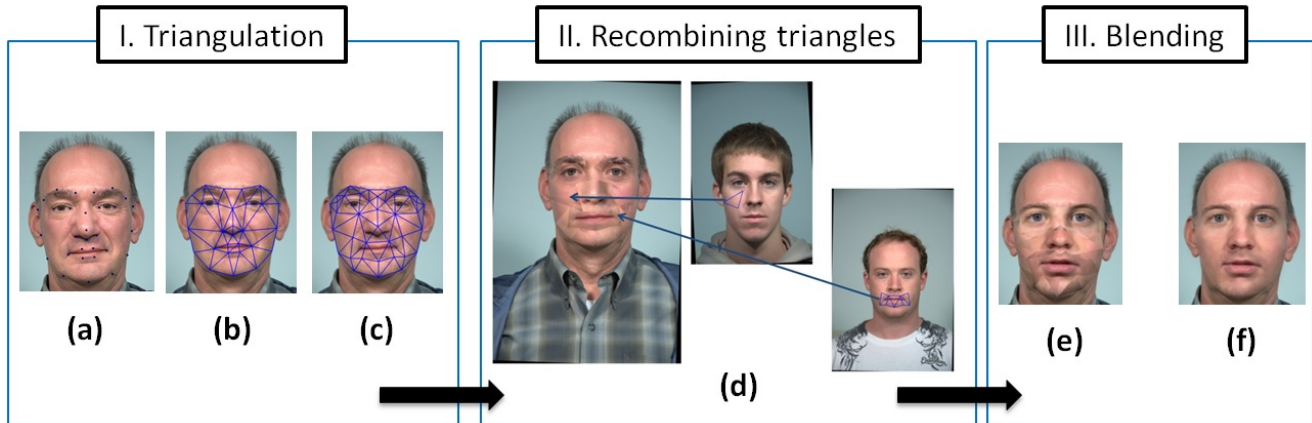 I. Triangulation
II. Recombining triangles
III. Blending
(a)
(b)
(c)
(d)
(e)
(f)